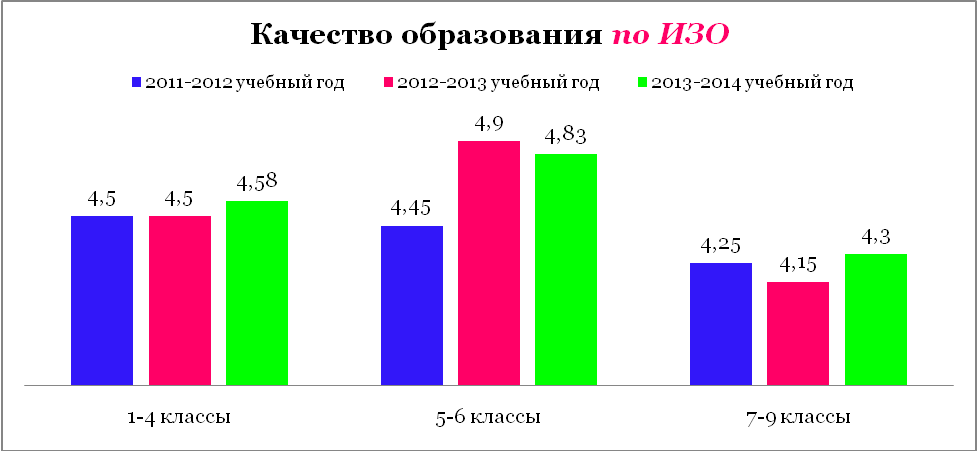 Качество образования по ИЗО
2011-2012 учебный год 2012-2013 учебный год 2013-2014 учебный год
4,5 4,5 4,58 4,45 4,9 4,83 4,25 4,15 4,3
1-4 классы 5-6 классы 7-9 классы